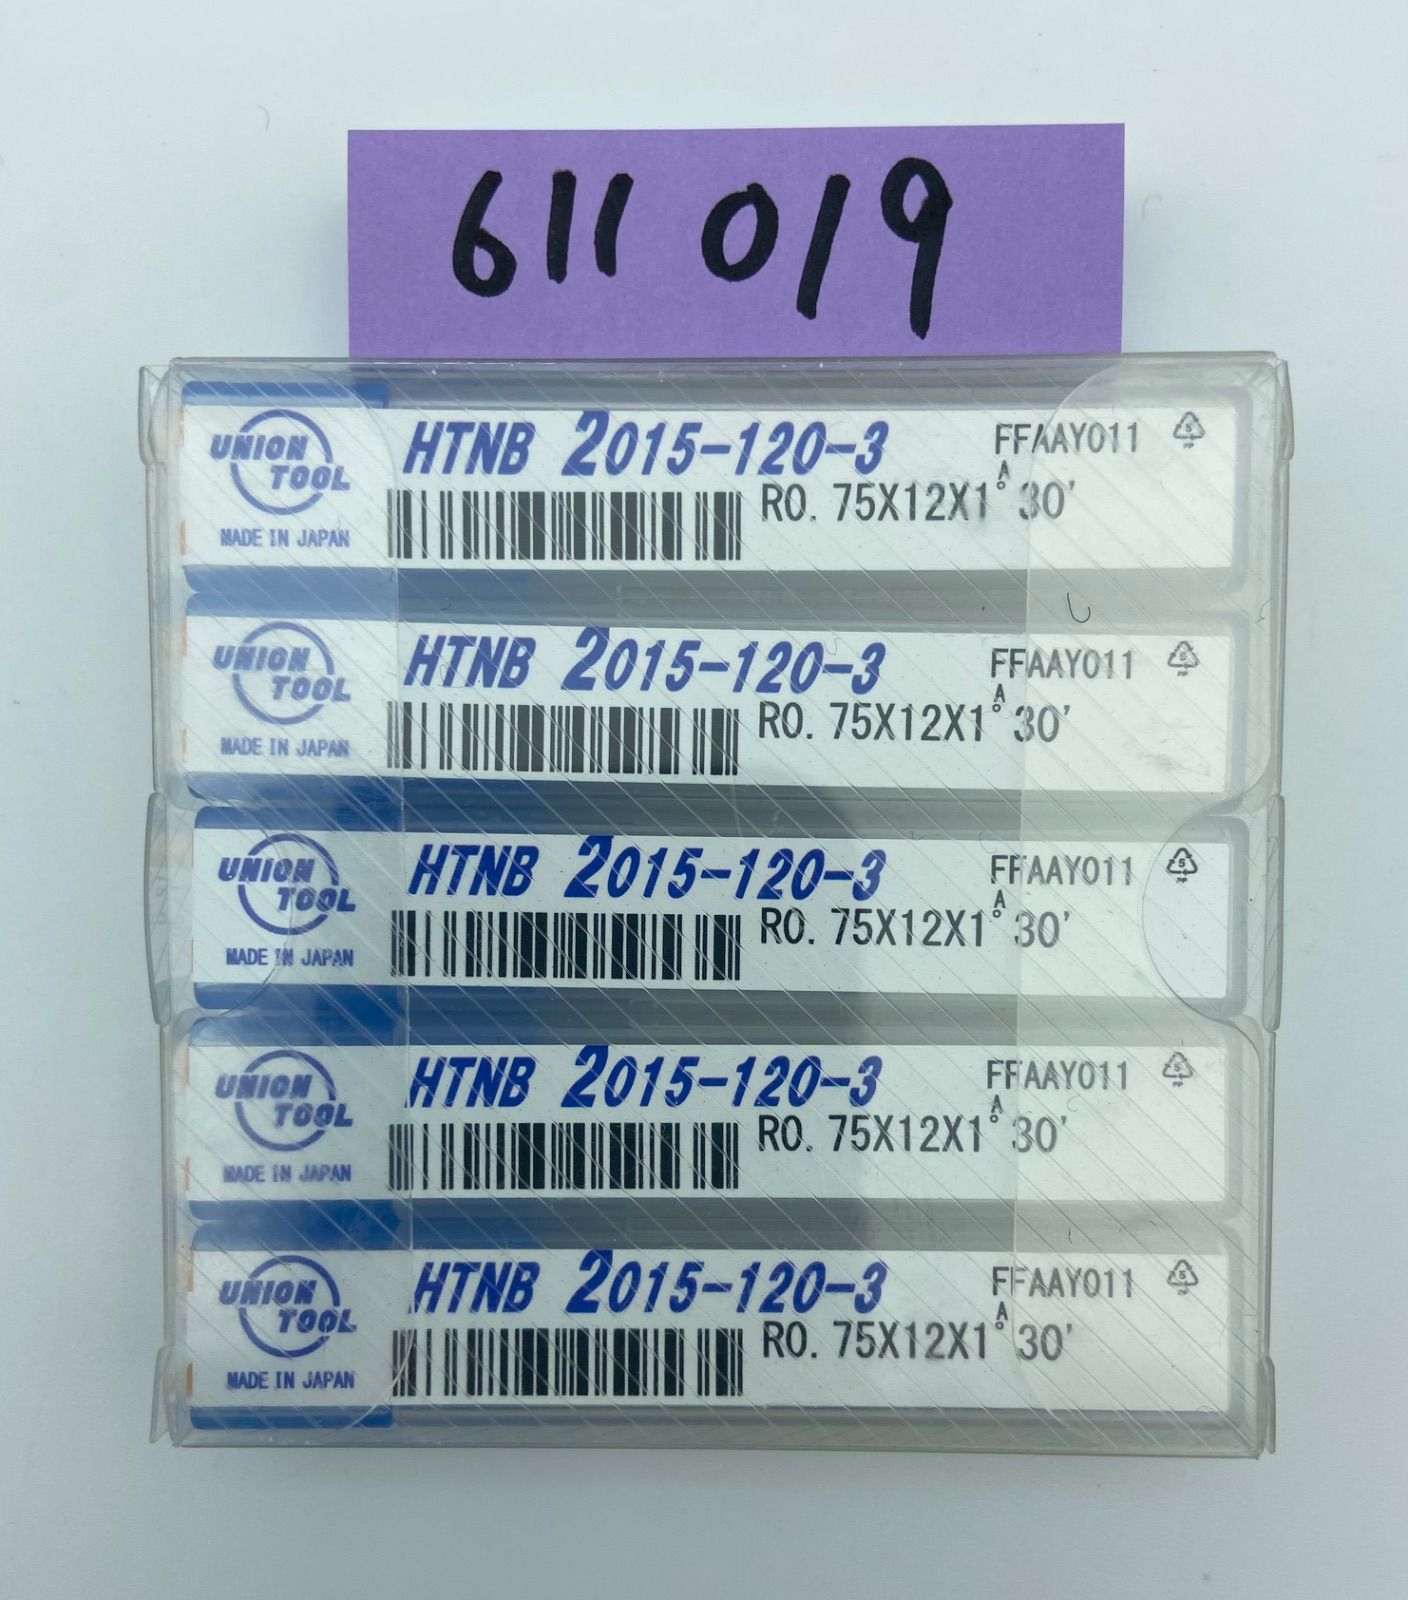 611 019
UNION TOOL
MADE IN JAPAN
HTNB 2015-120-3
FFAAY011
A
R0. 75X12X1° 30'
UNION TOOL
MADE IN JAPAN
HTNB 2015-120-3
FFAAY011
A
R0. 75X12X1° 30'
UNION TOOL
MADE IN JAPAN
HTNB 2015-120-3
FFAAY011
5
A
R0. 75X12X1° 30'
UNION TOOL
MADE IN JAPAN
HTNB 2015-120-3
FFAAY011
5
A
R0. 75X12X1° 30'
UNION TOOL
MADE IN JAPAN
HTNB 2015-120-3
FFAAY011
5
A
R0. 75X12X1° 30'